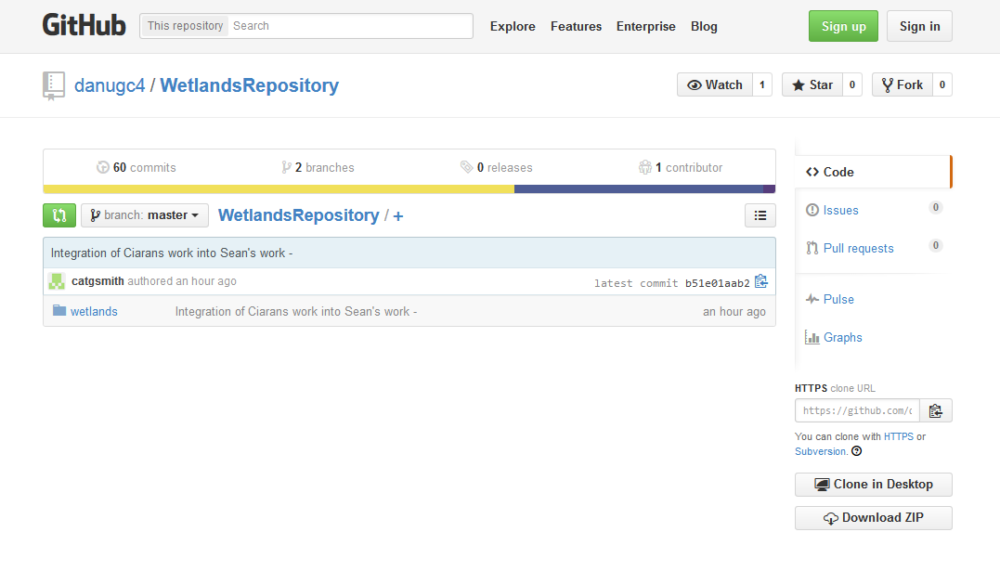 GitHub This repository Search Explore Features Enterprise Blog Sign up Sign in
danugc4 / WetlandsRepository Watch 1 Star 0 Fork 0
60 commits 2 branches 0 releases 1 contributor
branch: master WetlandsRepository / +
Integration of Ciarans work into Sean's work -
catgsmith authored an hour ago latest commit b51e01aab2
wetlands Integration of Ciarans work into Sean's work - an hour ago
Code
Issues 0
Pull requests 0
Pulse
Graphs
HTTPS clone URL
https://github.com/
You can clone with HTTPS or
Subversion.
Clone in Desktop
Download ZIP